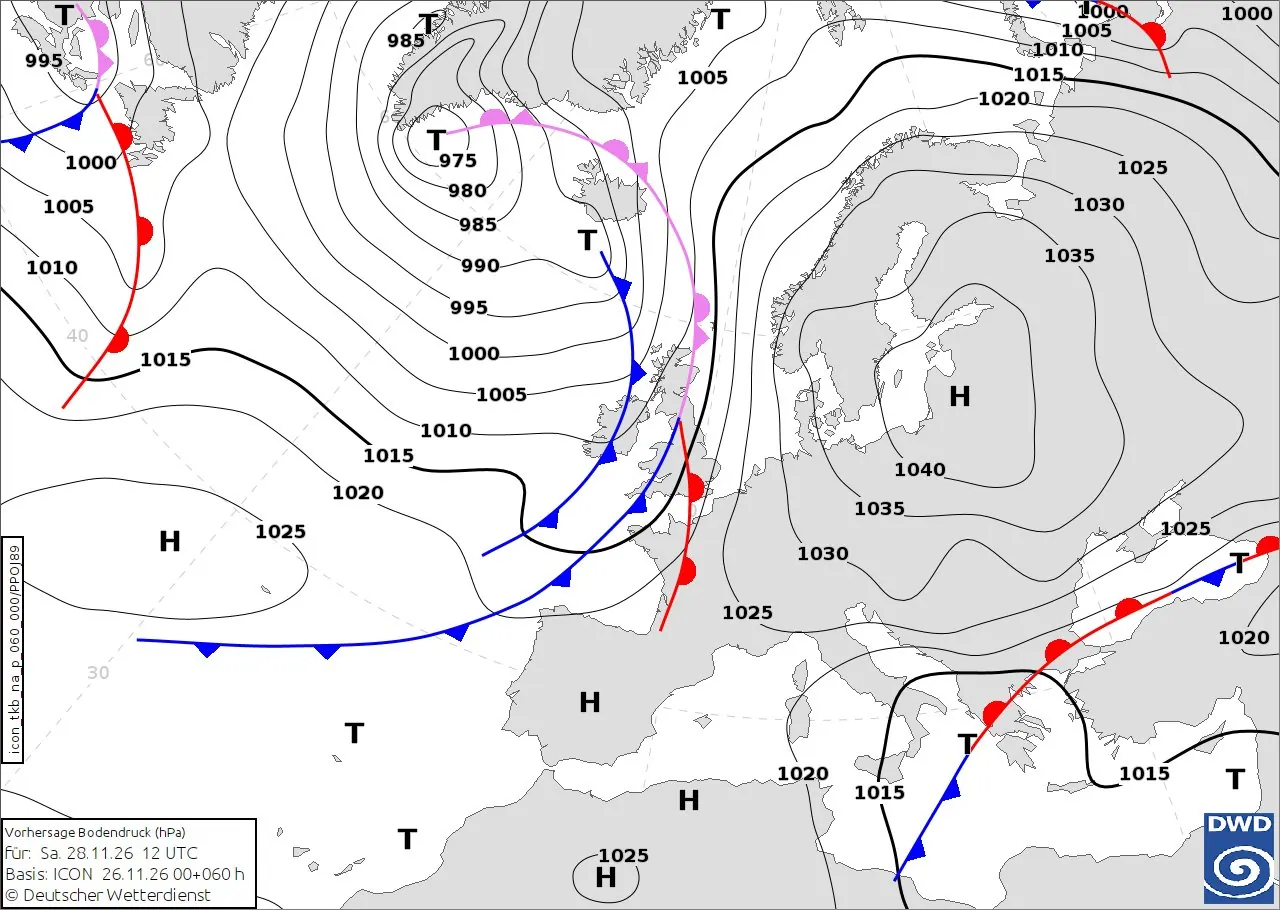 T
T
T
T
1000
1000
995
985
1005
1010
1005
1015
1020
T
975
1000
980
1025
1005
985
1030
T
990
1035
1010
995
40
1000
1015
1005
H
1010
1015
1040
1020
1035
1025
1025
H
1030
T
1025
1020
30
H
T
T
1020
1015
1015
T
H
T
1025
H
icon_tkb_na_p_060_000/PPOJ89
Vorhersage Bodendruck (hPa)
für: Sa. 28.11.26 12 UTC
Basis: ICON 26.11.26 00+060 h
© Deutscher Wetterdienst
DWD